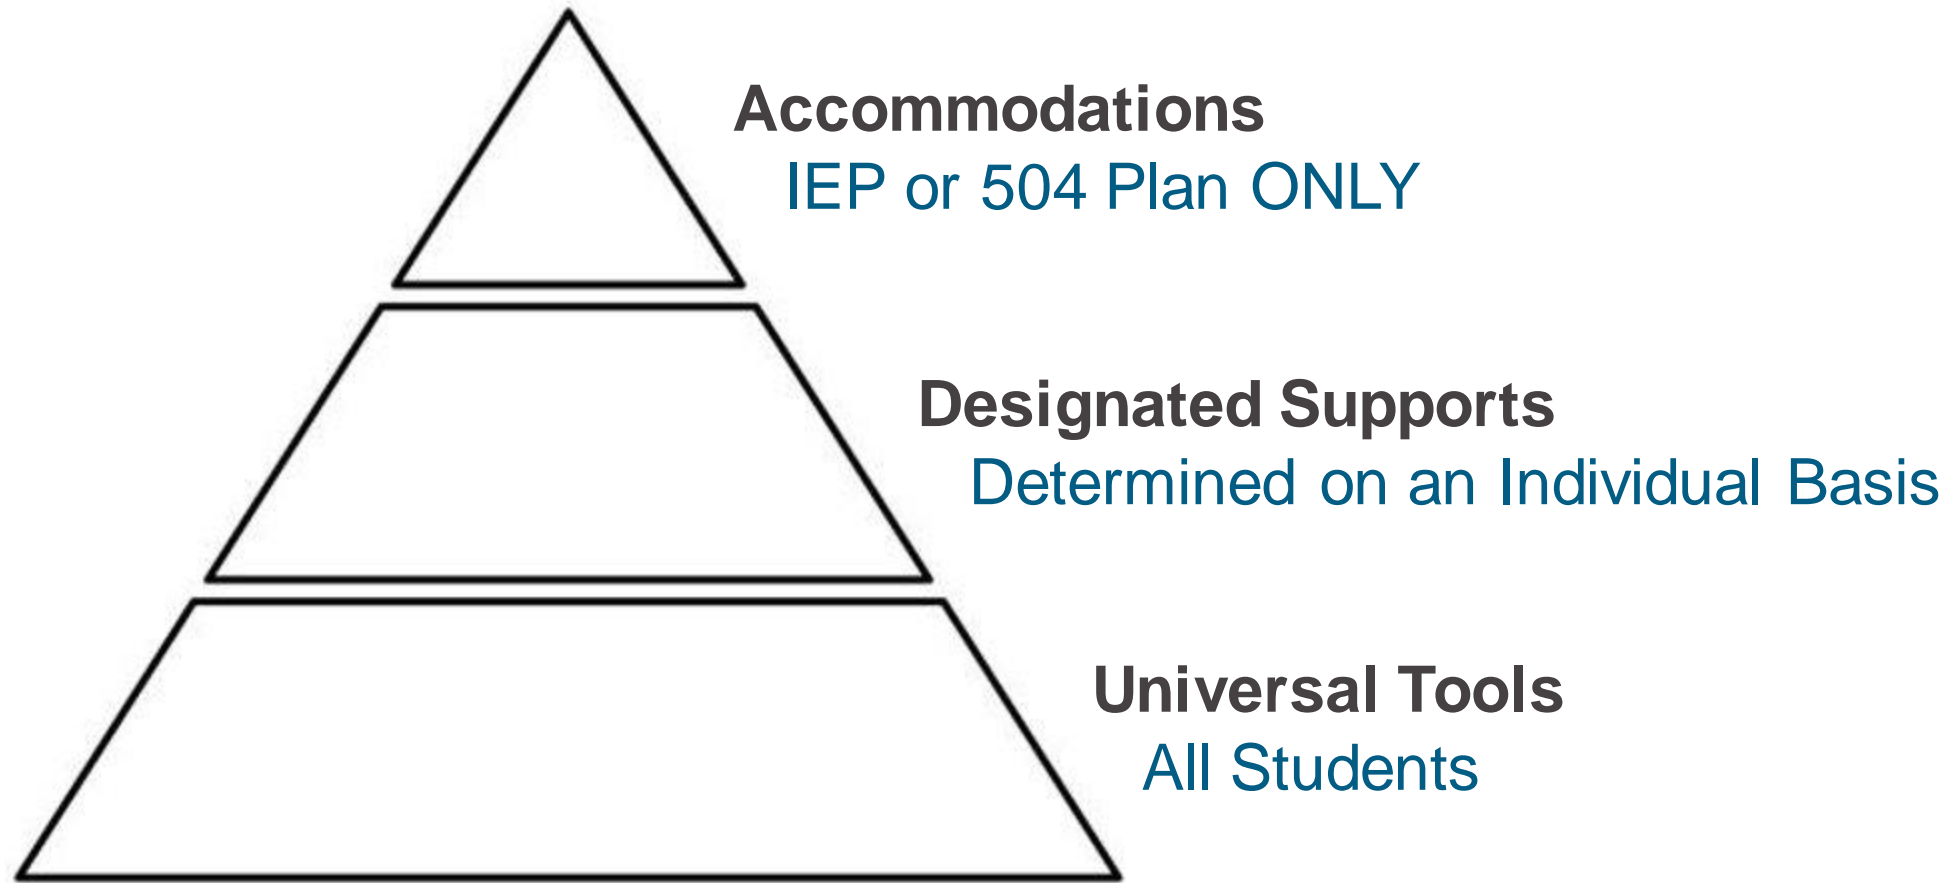 Accommodations
IEP or 504 Plan ONLY
Designated Supports
Determined on an Individual Basis
Universal Tools
All Students